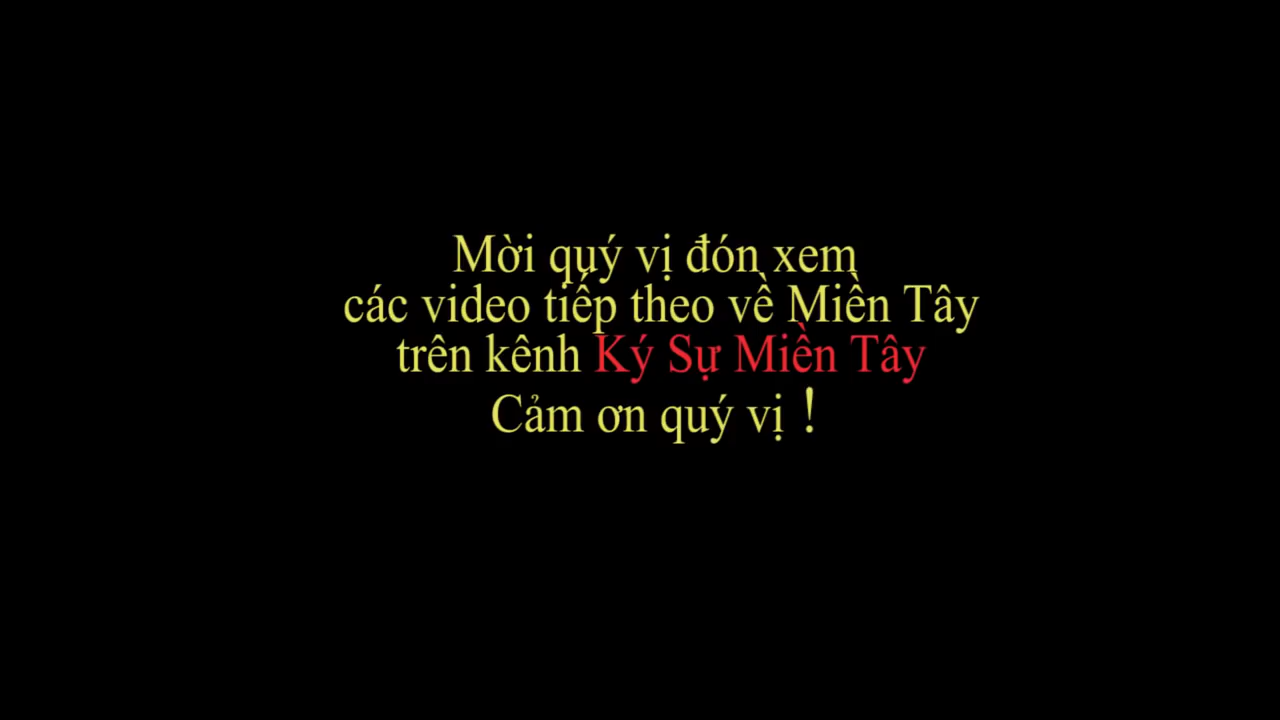 Mời quý vị đón xem
các video tiếp theo về Miền Tây
trên kênh Ký Sự Miền Tây
Cảm ơn quý vị !